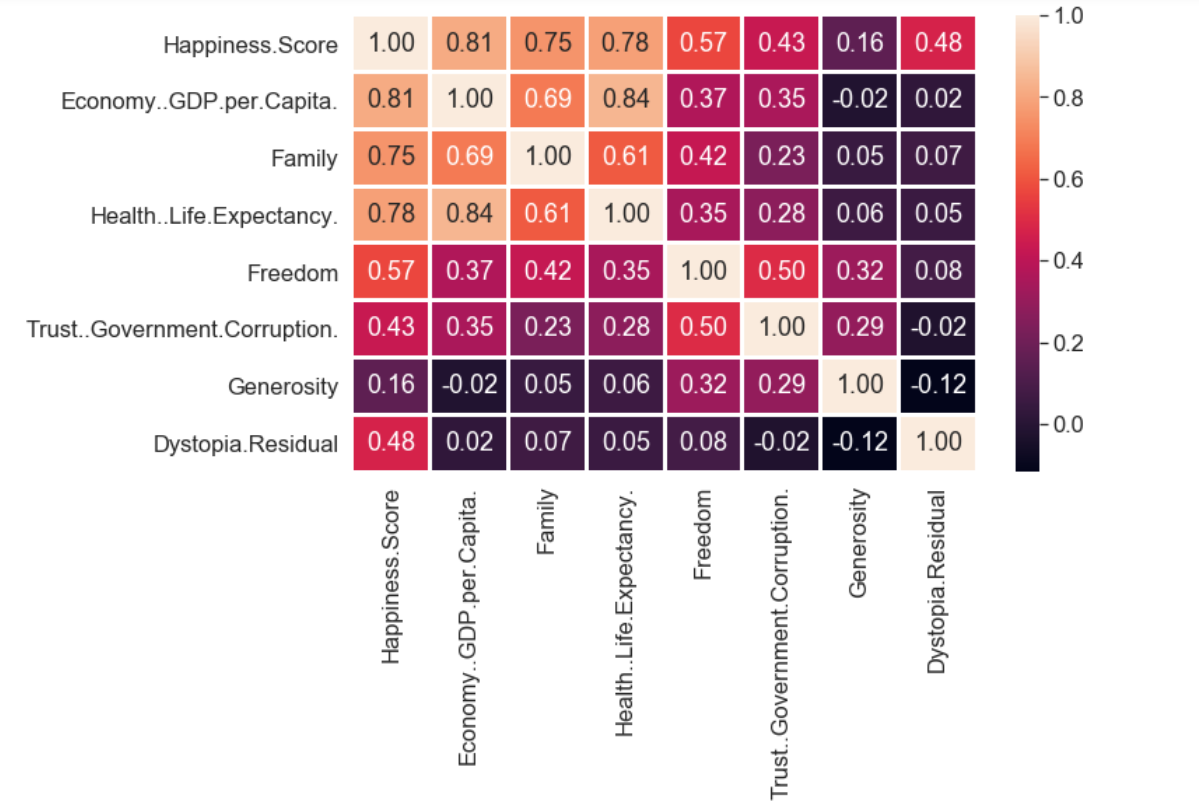 Happiness.Score 1.00 0.81 0.75 0.78 0.57 0.43 0.16 0.48
Economy..GDP.per.Capita. 0.81 1.00 0.69 0.84 0.37 0.35 -0.02 0.02
Family 0.75 0.69 1.00 0.61 0.42 0.23 0.05 0.07
Health..Life.Expectancy. 0.78 0.84 0.61 1.00 0.35 0.28 0.06 0.05
Freedom 0.57 0.37 0.42 0.35 1.00 0.50 0.32 0.08
Trust..Government.Corruption. 0.43 0.35 0.23 0.28 0.50 1.00 0.29 -0.02
Generosity 0.16 -0.02 0.05 0.06 0.32 0.29 1.00 -0.12
Dystopia.Residual 0.48 0.02 0.07 0.05 0.08 -0.02 -0.12 1.00
Happiness.Score
Economy..GDP.per.Capita.
Family
Health..Life.Expectancy.
Freedom
Trust..Government.Corruption.
Generosity
Dystopia.Residual
1.0
0.8
0.6
0.4
0.2
0.0